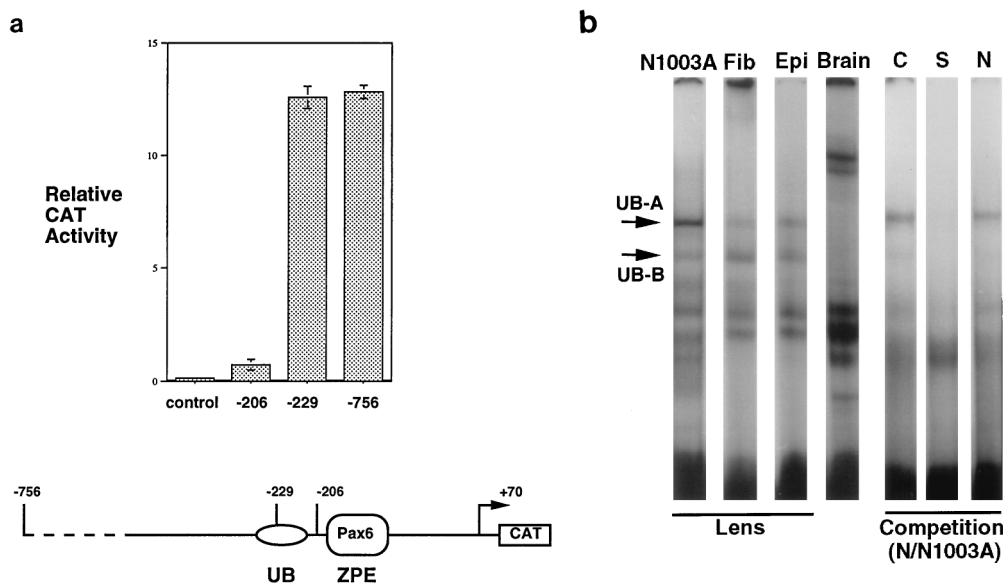 a
15
10
5
0
Relative
CAT
Activity
control -206 -229 -756
-756 -229 -206 +70
Pax6 CAT
UB ZPE
b
N1003A Fib Epi Brain C S N
UB-A
UB-B
Lens
Competition
(N/N1003A)